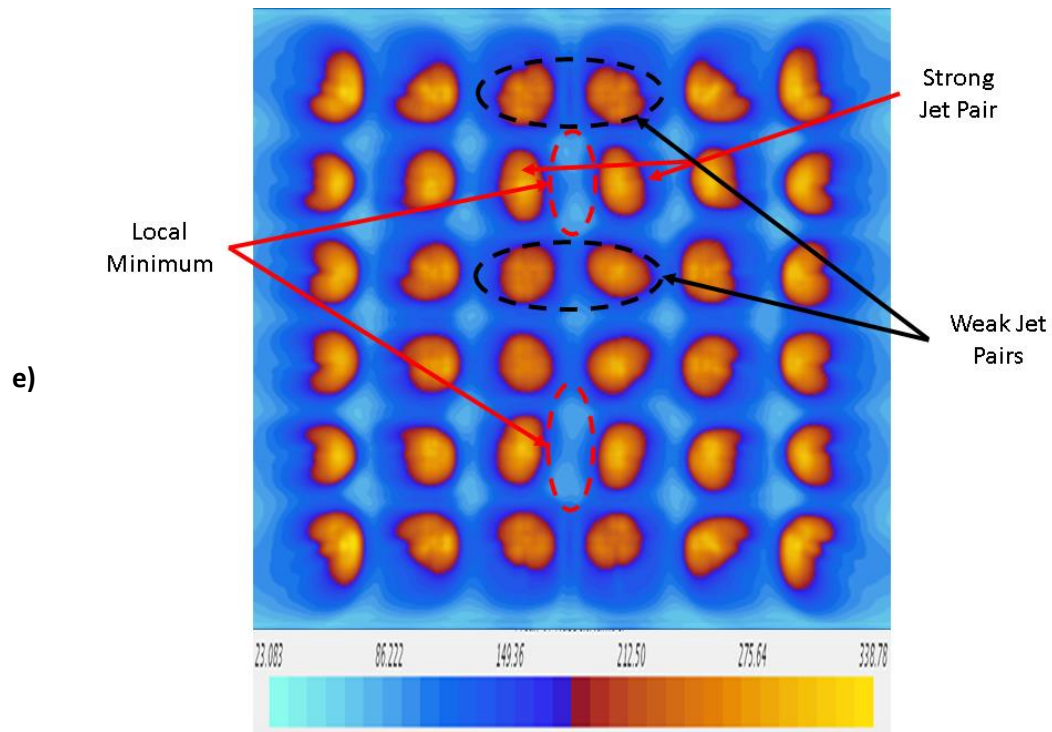 Strong
Jet Pair
Local
Minimum
Weak Jet
Pairs
e)
23.083 86.222 149.36 212.50 275.64 338.78